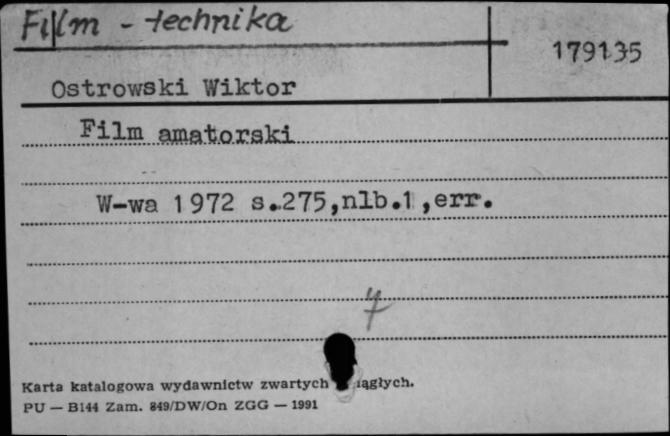 Film - technika
179135
Ostrowski Wiktor
Film amatorski
W-wa 1972 s.275,nlb.1,err.
7
Karta katalogowa wydawnictw zwartych
PU — B144 Zam. 849/DW/On ZGG — 1991